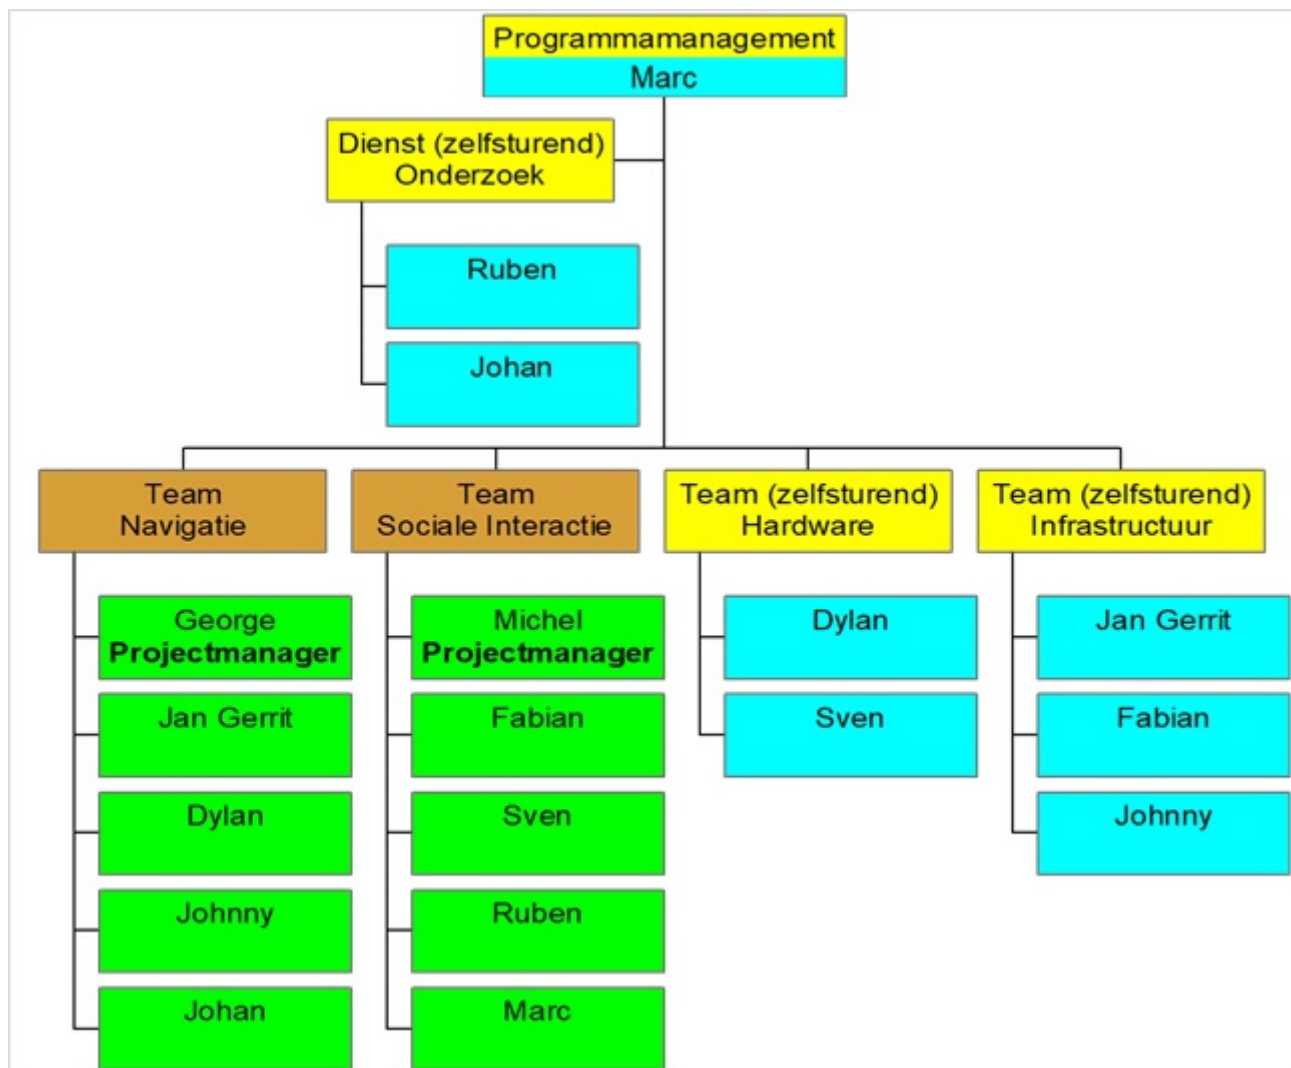 Programmamanagement
Marc
Dienst (zelfsturend)
Onderzoek
Ruben
Johan
Team
Navigatie
George
Projectmanager
Jan Gerrit
Dylan
Johnny
Johan
Team
Sociale Interactie
Michel
Projectmanager
Fabian
Sven
Ruben
Marc
Team (zelfsturend)
Hardware
Dylan
Sven
Team (zelfsturend)
Infrastructuur
Jan Gerrit
Fabian
Johnny